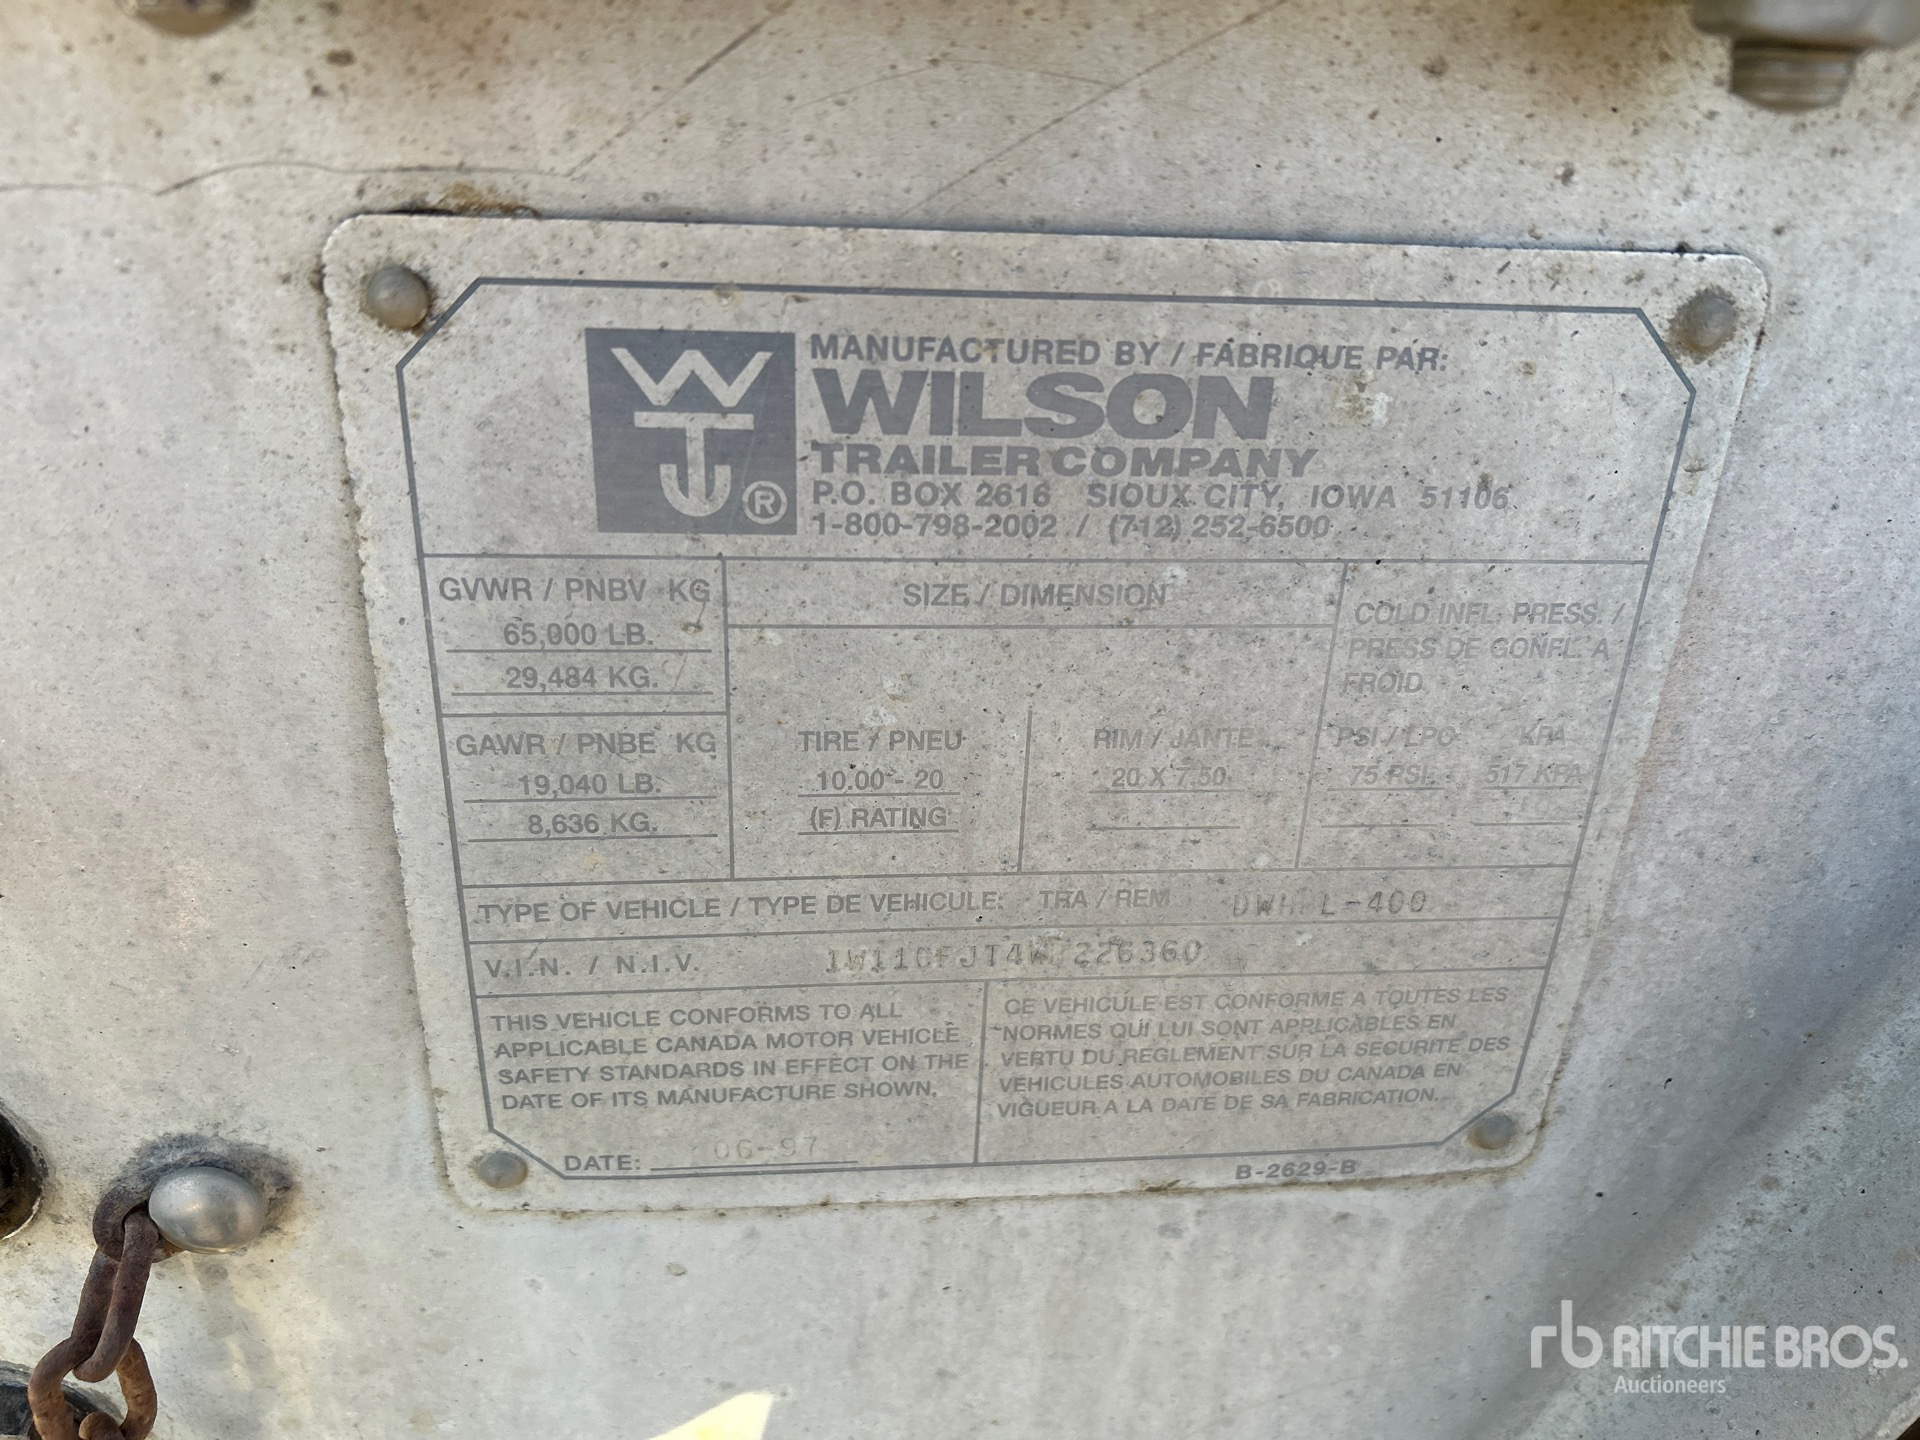 MANUFACTURED BY / FABRIQUE PAR:
WT
J ®
WILSON
TRAILER COMPANY
P.O. BOX 2616 SIOUX CITY, IOWA 51106
1-800-798-2002 / (712) 252-6500
GVWR / PNBV KG
65,000 LB.
29,484 KG.
GAWR / PNBE KG
19,040 LB.
8,636 KG.
SIZE / DIMENSION
TIRE / PNEU
10.00 - 20
(F) RATING
RIM / JANTE
20 X 7.50
COLD INFL. PRESS. /
PRESS DE GONFL. A
FROID
PSI / LPC KPA
75 PSI 517 KPA
TYPE OF VEHICLE / TYPE DE VEHICULE: TRA / REM
V.I.N. / N.I.V.
THIS VEHICLE CONFORMS TO ALL
APPLICABLE CANADA MOTOR VEHICLE
SAFETY STANDARDS IN EFFECT ON THE
DATE OF ITS MANUFACTURE SHOWN.
DATE: 06-97
CE VEHICULE EST CONFORME A TOUTES LES
NORMES QUI LUI SONT APPLICABLES EN
VERTU DU REGLEMENT SUR LA SECURITE DES
VEHICULES AUTOMOBILES DU CANADA EN
VIGUEUR A LA DATE DE SA FABRICATION.
B-2629-B
rb RITCHIE BROS.
Auctioneers